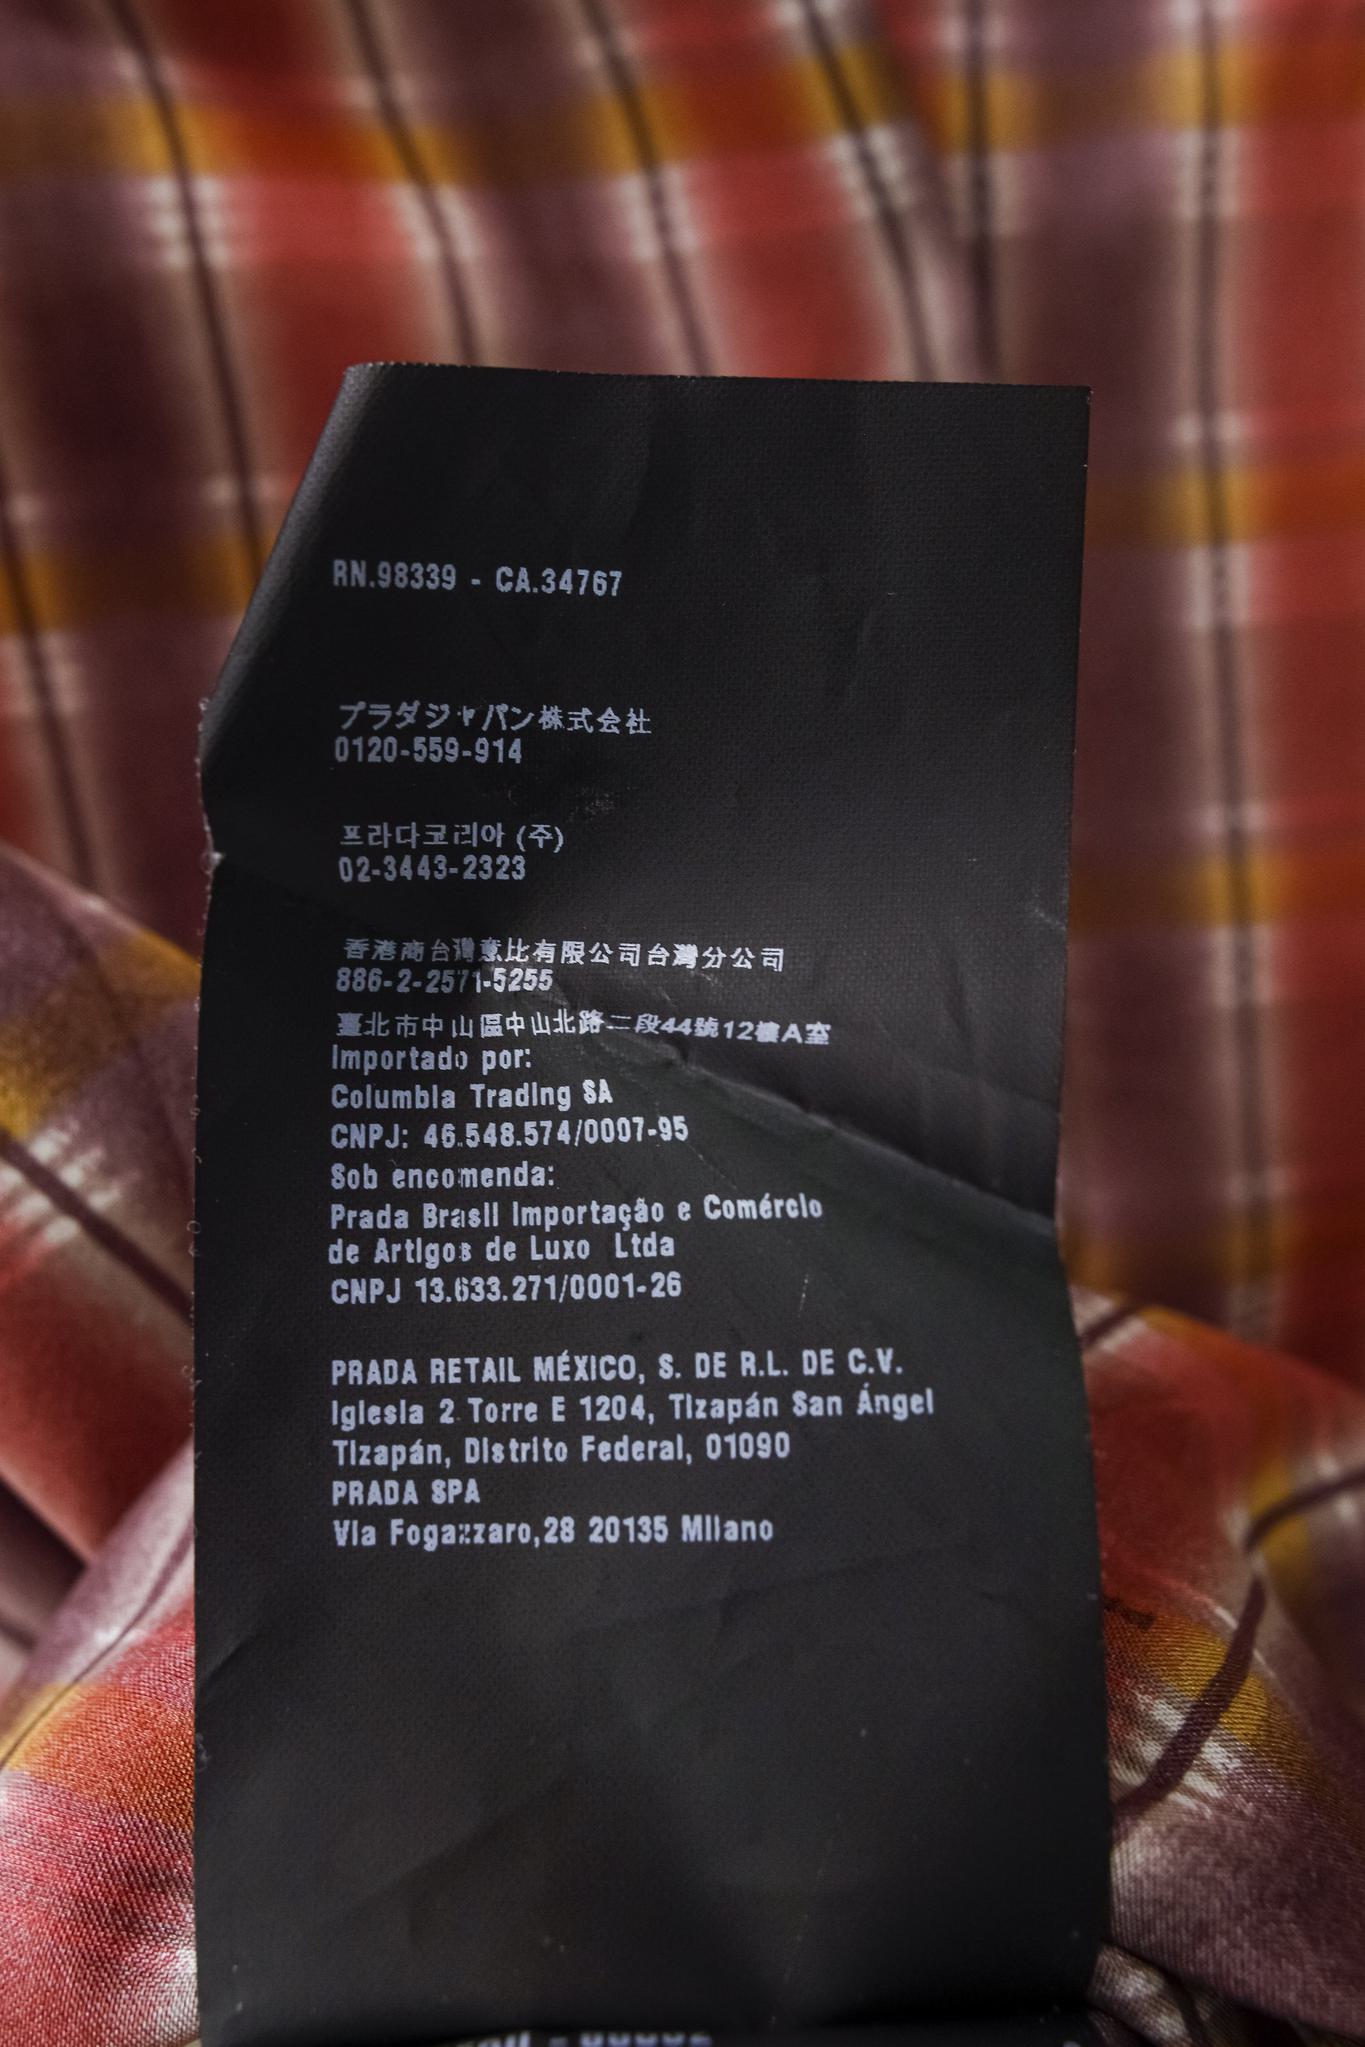 RN.98339 - CA.34767
プラダジャパン株式会社
0120-559-914
프라다코리아 (주)
02-3443-2323
香港商台灣意比有限公司台灣分公司
886-2-2571-5255
臺北市中山區中山北路二段44號12樓A室
Importado por:
Columbia Trading SA
CNPJ: 46.548.574/0007-95
Sob encomenda:
Prada Brasil Importação e Comércio
de Artigos de Luxo Ltda
CNPJ 13.633.271/0001-26
PRADA RETAIL MÉXICO, S. DE R.L. DE C.V.
Iglesia 2 Torre E 1204, Tizapán San Ángel
Tizapán, Distrito Federal, 01090
PRADA SPA
Via Fogazzaro,28 20135 Milano